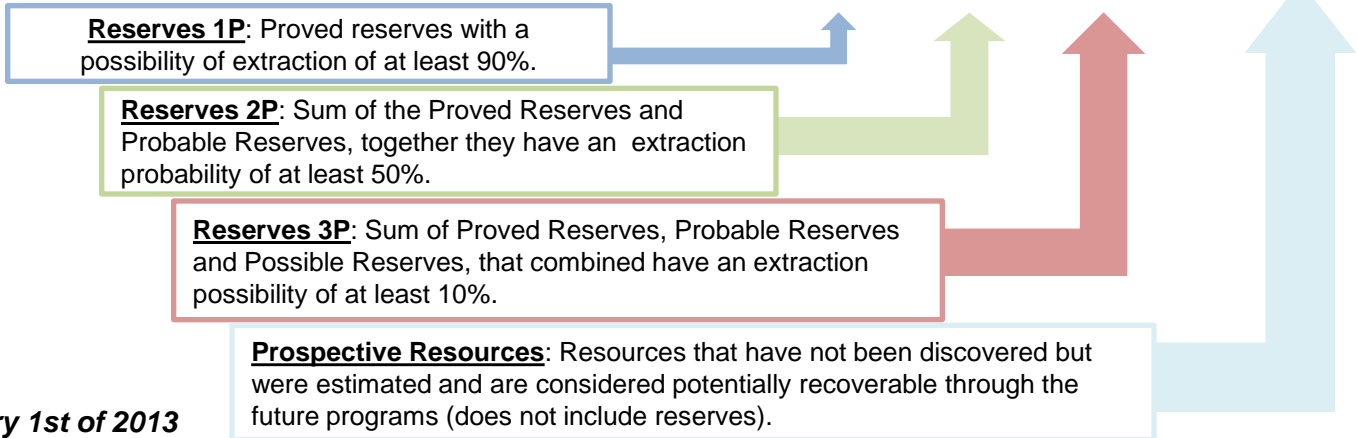 Reserves 1P: Proved reserves with a
possibility of extraction of at least 90%.
Reserves 2P: Sum of the Proved Reserves and
Probable Reserves, together they have an extraction
probability of at least 50%.
Reserves 3P: Sum of Proved Reserves, Probable Reserves
and Possible Reserves, that combined have an extraction
possibility of at least 10%.
Prospective Resources: Resources that have not been discovered but
were estimated and are considered potentially recoverable through the
future programs (does not include reserves).
ry 1st of 2013